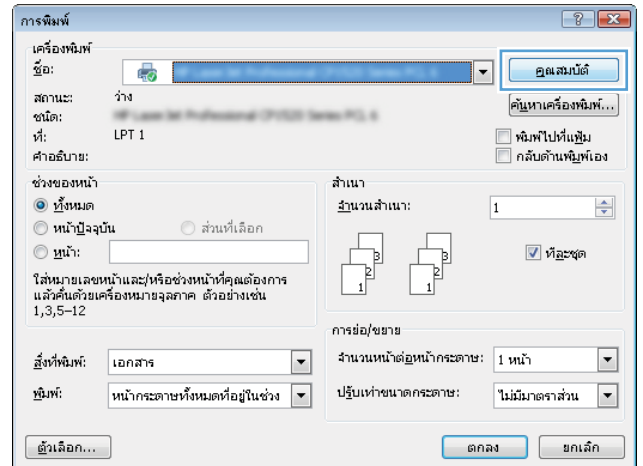 การพิมพ์
เครื่องพิมพ์
ชื่อ:
คุณสมบัติ
สถานะ: ว่าง
ค้นหาเครื่องพิมพ์...
ชนิด:
ที่: LPT 1
พิมพ์ไปที่แฟ้ม
คำอธิบาย:
กลับด้านพิมพ์เอง
ช่วงของหน้า
ทั้งหมด
หน้าปัจจุบัน ส่วนที่เลือก
หน้า:
ใส่หมายเลขหน้าและ/หรือช่วงหน้าที่คุณต้องการ
แล้วคั่นด้วยเครื่องหมายจุลภาค ตัวอย่างเช่น
1,3,5–12
สำเนา
จำนวนสำเนา: 1
3 3
2 2
1 1
ทีละชุด
สิ่งที่พิมพ์: เอกสาร
พิมพ์: หน้ากระดาษทั้งหมดที่อยู่ในช่วง
การย่อ/ขยาย
จำนวนหน้าต่อหน้ากระดาษ: 1 หน้า
ปรับเท่าขนาดกระดาษ: ไม่มีมาตราส่วน
ตัวเลือก... ตกลง ยกเลิก